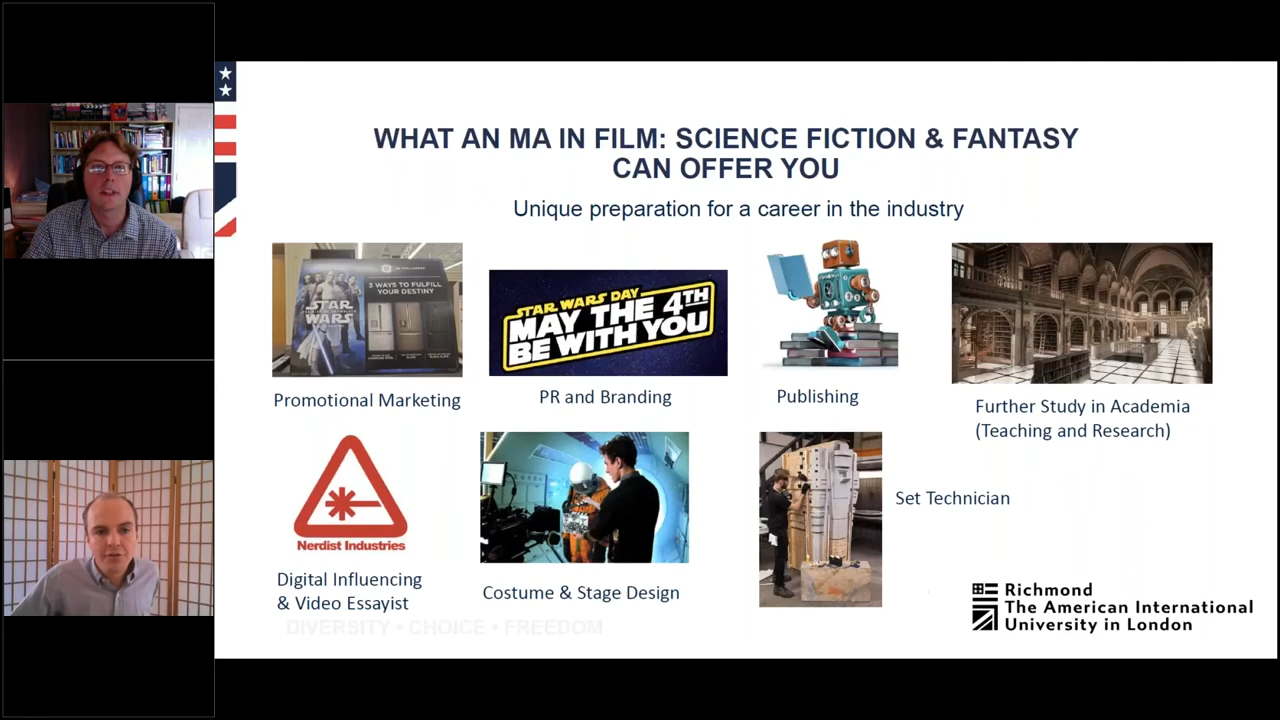 WHAT AN MA IN FILM: SCIENCE FICTION & FANTASY
CAN OFFER YOU
Unique preparation for a career in the industry
3 WAYS TO FULFILL
YOUR DESTINY
STAR
WARS
STAR WARS DAY
MAY THE 4TH
BE WITH YOU
Promotional Marketing
PR and Branding
Publishing
Further Study in Academia
(Teaching and Research)
Nerdist Industries
Set Technician
Digital Influencing
& Video Essayist
Costume & Stage Design
DIVERSITY • CHOICE • FREEDOM
Richmond
The American International
University in London